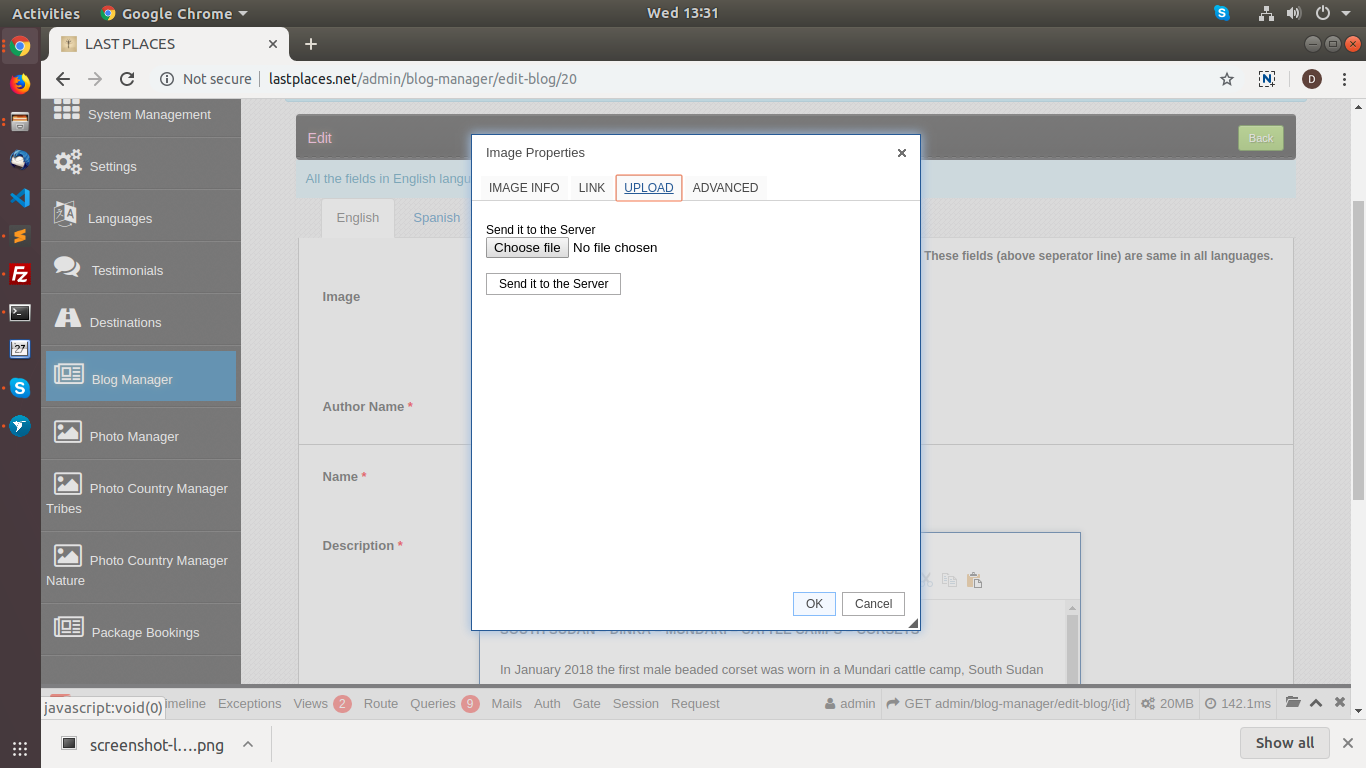 Activities
Google Chrome
Wed 13:31
LAST PLACES
Not secure
lastplaces.net/admin/blog-manager/edit-blog/20
D
System Management
Settings
Languages
Testimonials
Destinations
Blog Manager
Photo Manager
Photo Country Manager
Tribes
Photo Country Manager
Nature
Package Bookings
Edit
Back
All the fields in English langu
English
Spanish
These fields (above seperator line) are same in all languages.
Image
Author Name *
Name *
Description *
Image Properties
IMAGE INFO
LINK
UPLOAD
ADVANCED
Send it to the Server
Choose file
No file chosen
Send it to the Server
OK
Cancel
SOUTH SUDAN – DINKA – MUNDARI – CATTLE CAMPS – CORSETS
In January 2018 the first male beaded corset was worn in a Mundari cattle camp, South Sudan
javascript:void(0)
imeline
Exceptions
Views 2
Route
Queries 9
Mails
Auth
Gate
Session
Request
admin
GET admin/blog-manager/edit-blog/{id}
20MB
142.1ms
screenshot-l....png
Show all
27